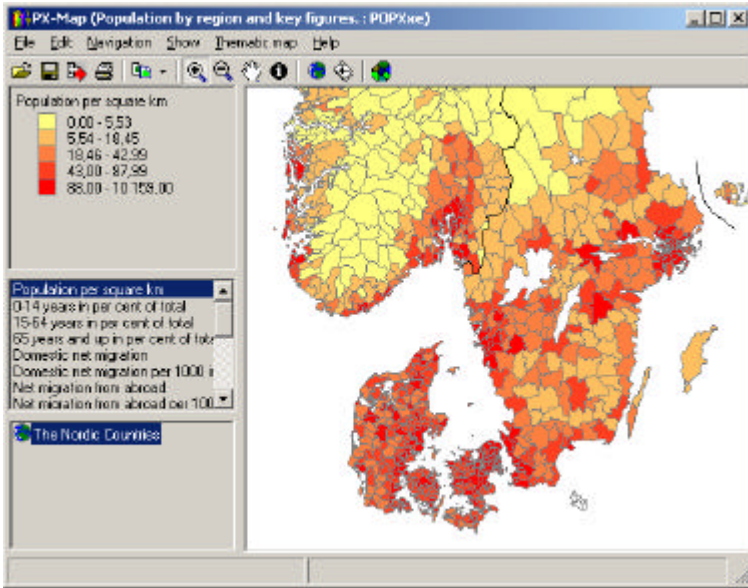 PX-Map (Population by region and key figures. : POPXne)
File Edit Navigation Show Thematic map Help
Population per square km
0,00 - 5,53
5,54 - 18,45
18,46 - 42,99
43,00 - 87,99
88,00 - 10 159,00
Population per square km
0-14 years in per cent of total
15-64 years in per cent of total
65 years and up in per cent of tota
Domestic net migration
Domestic net migration per 1000 i
Net migration from abroad
Net migration from abroad per 100
The Nordic Countries